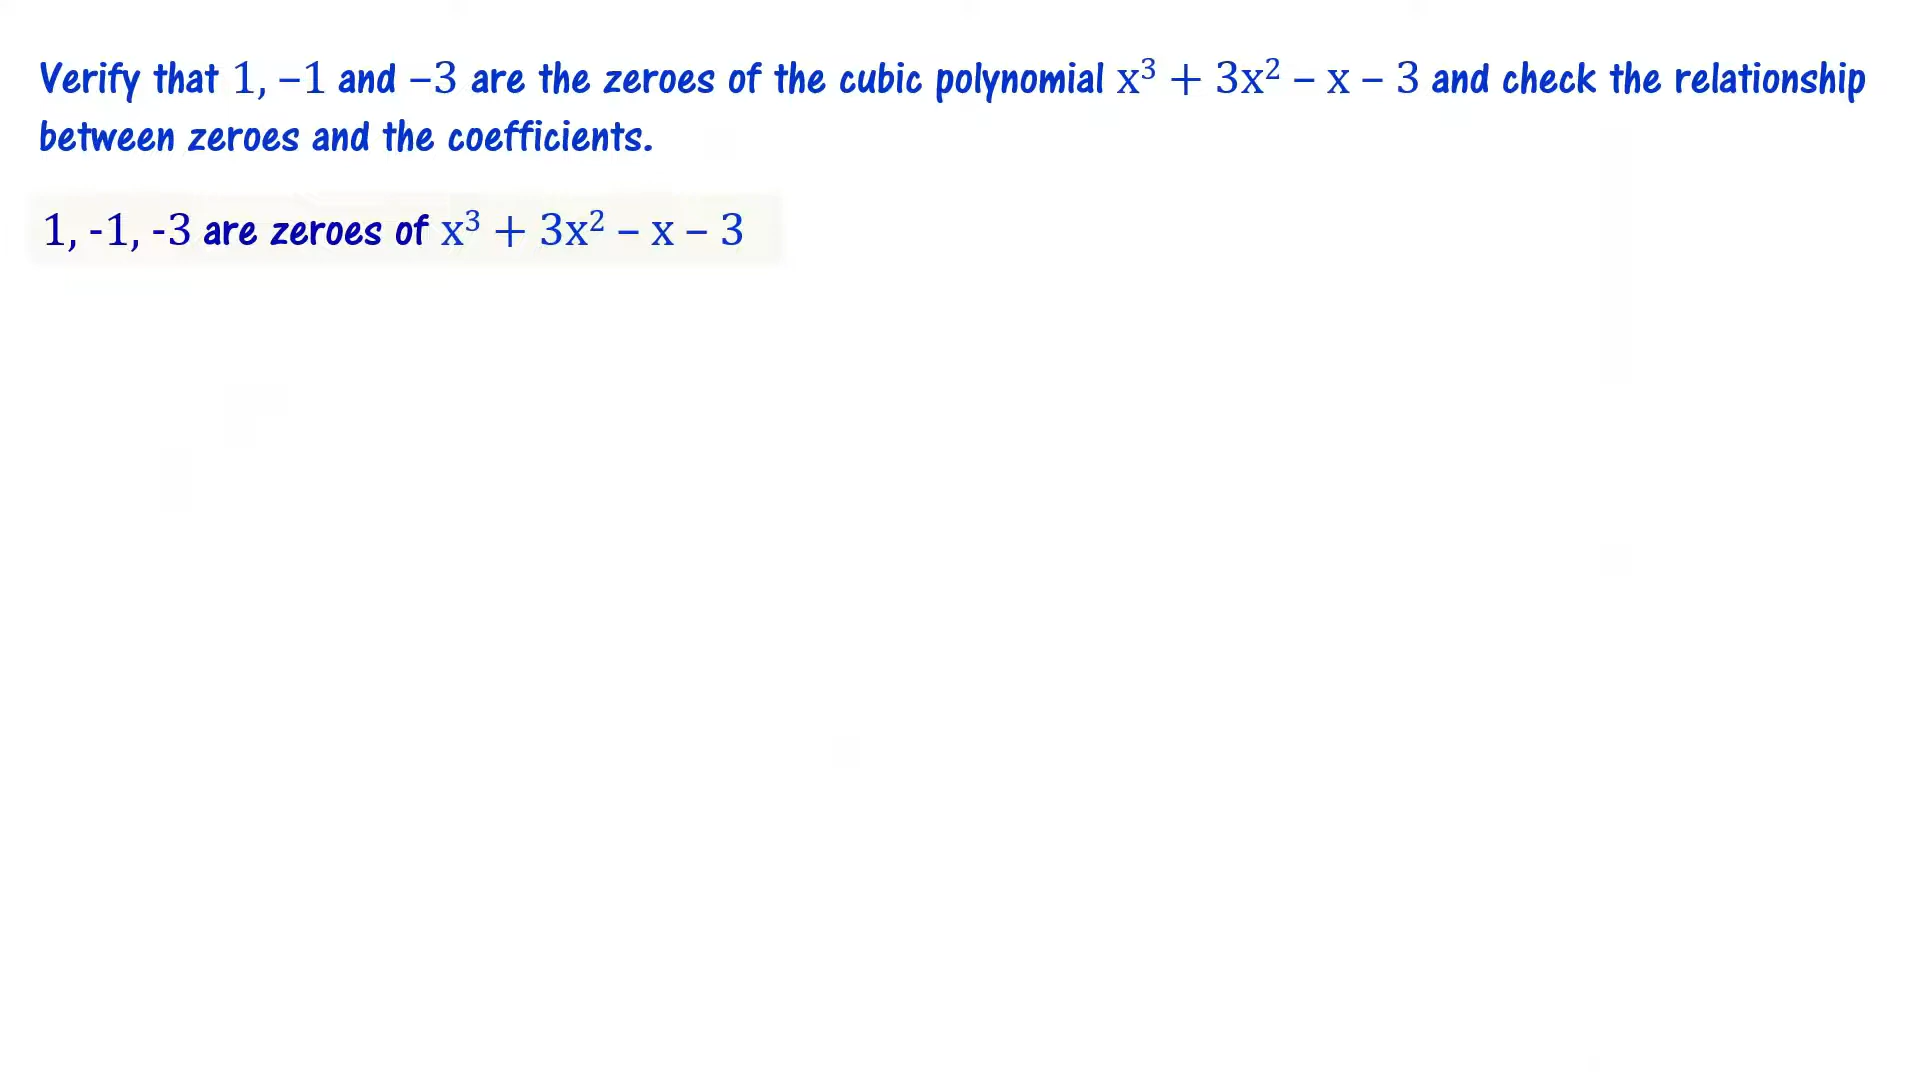 Verify that 1, –1 and –3 are the zeroes of the cubic polynomial x³ + 3x² – x – 3 and check the relationship
between zeroes and the coefficients.
1, -1, -3 are zeroes of x³ + 3x² – x – 3